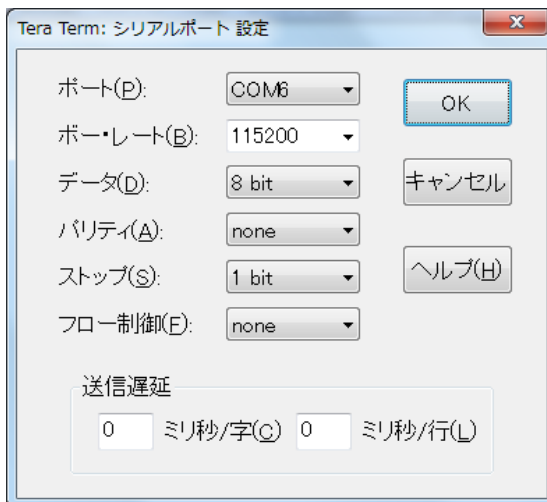 Tera Term: シリアルポート 設定
ポート(P): COM6 OK
ボー・レート(B): 115200
データ(D): 8 bit キャンセル
パリティ(A): none
ストップ(S): 1 bit ヘルプ(H)
フロー制御(F): none
送信遅延
0 ミリ秒/字(C) 0 ミリ秒/行(L)